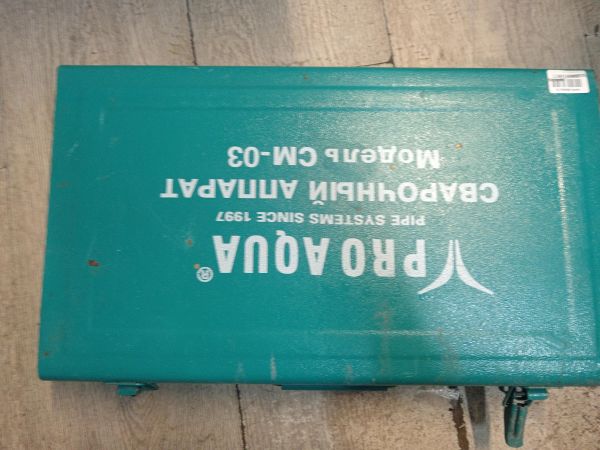 PRO AQUA®
PIPE SYSTEMS SINCE 1997
СВАРОЧНЫЙ АППАРАТ
Модель СМ-03